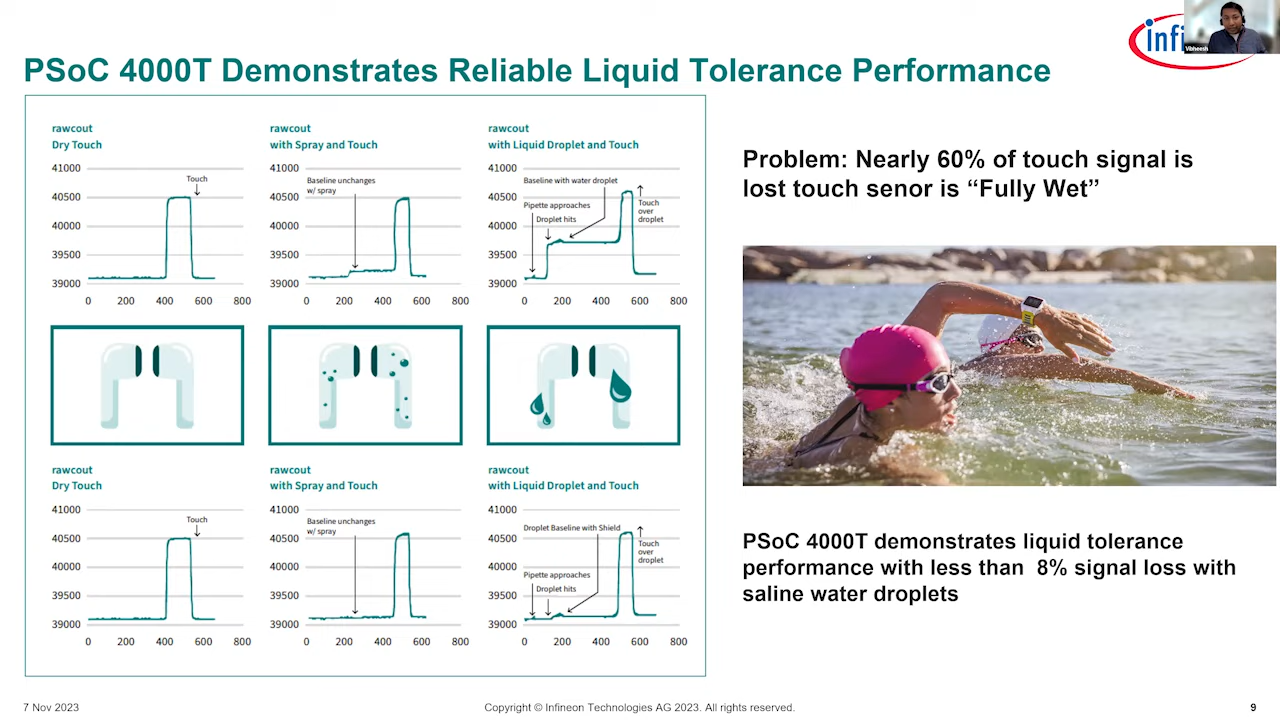 infi
Vibheesh
PSoC 4000T Demonstrates Reliable Liquid Tolerance Performance
rawcout
Dry Touch
41000
40500
40000
39500
39000
0 200 400 600 800
Touch
rawcout
with Spray and Touch
41000
40500
40000
39500
39000
0 200 400 600 800
Baseline unchanges
w/ spray
rawcout
with Liquid Droplet and Touch
41000
40500
40000
39500
39000
0 200 400 600 800
Baseline with water droplet
Pipette approaches
Droplet hits
Touch
over
droplet
rawcout
Dry Touch
41000
40500
40000
39500
39000
0 200 400 600 800
Touch
rawcout
with Spray and Touch
41000
40500
40000
39500
39000
0 200 400 600 800
Baseline unchanges
w/ spray
rawcout
with Liquid Droplet and Touch
41000
40500
40000
39500
39000
0 200 400 600 800
Droplet Baseline with Shield
Pipette approaches
Droplet hits
Touch
over
droplet
Problem: Nearly 60% of touch signal is
lost touch senor is “Fully Wet”
PSoC 4000T demonstrates liquid tolerance
performance with less than 8% signal loss with
saline water droplets
7 Nov 2023
Copyright © Infineon Technologies AG 2023. All rights reserved.
9